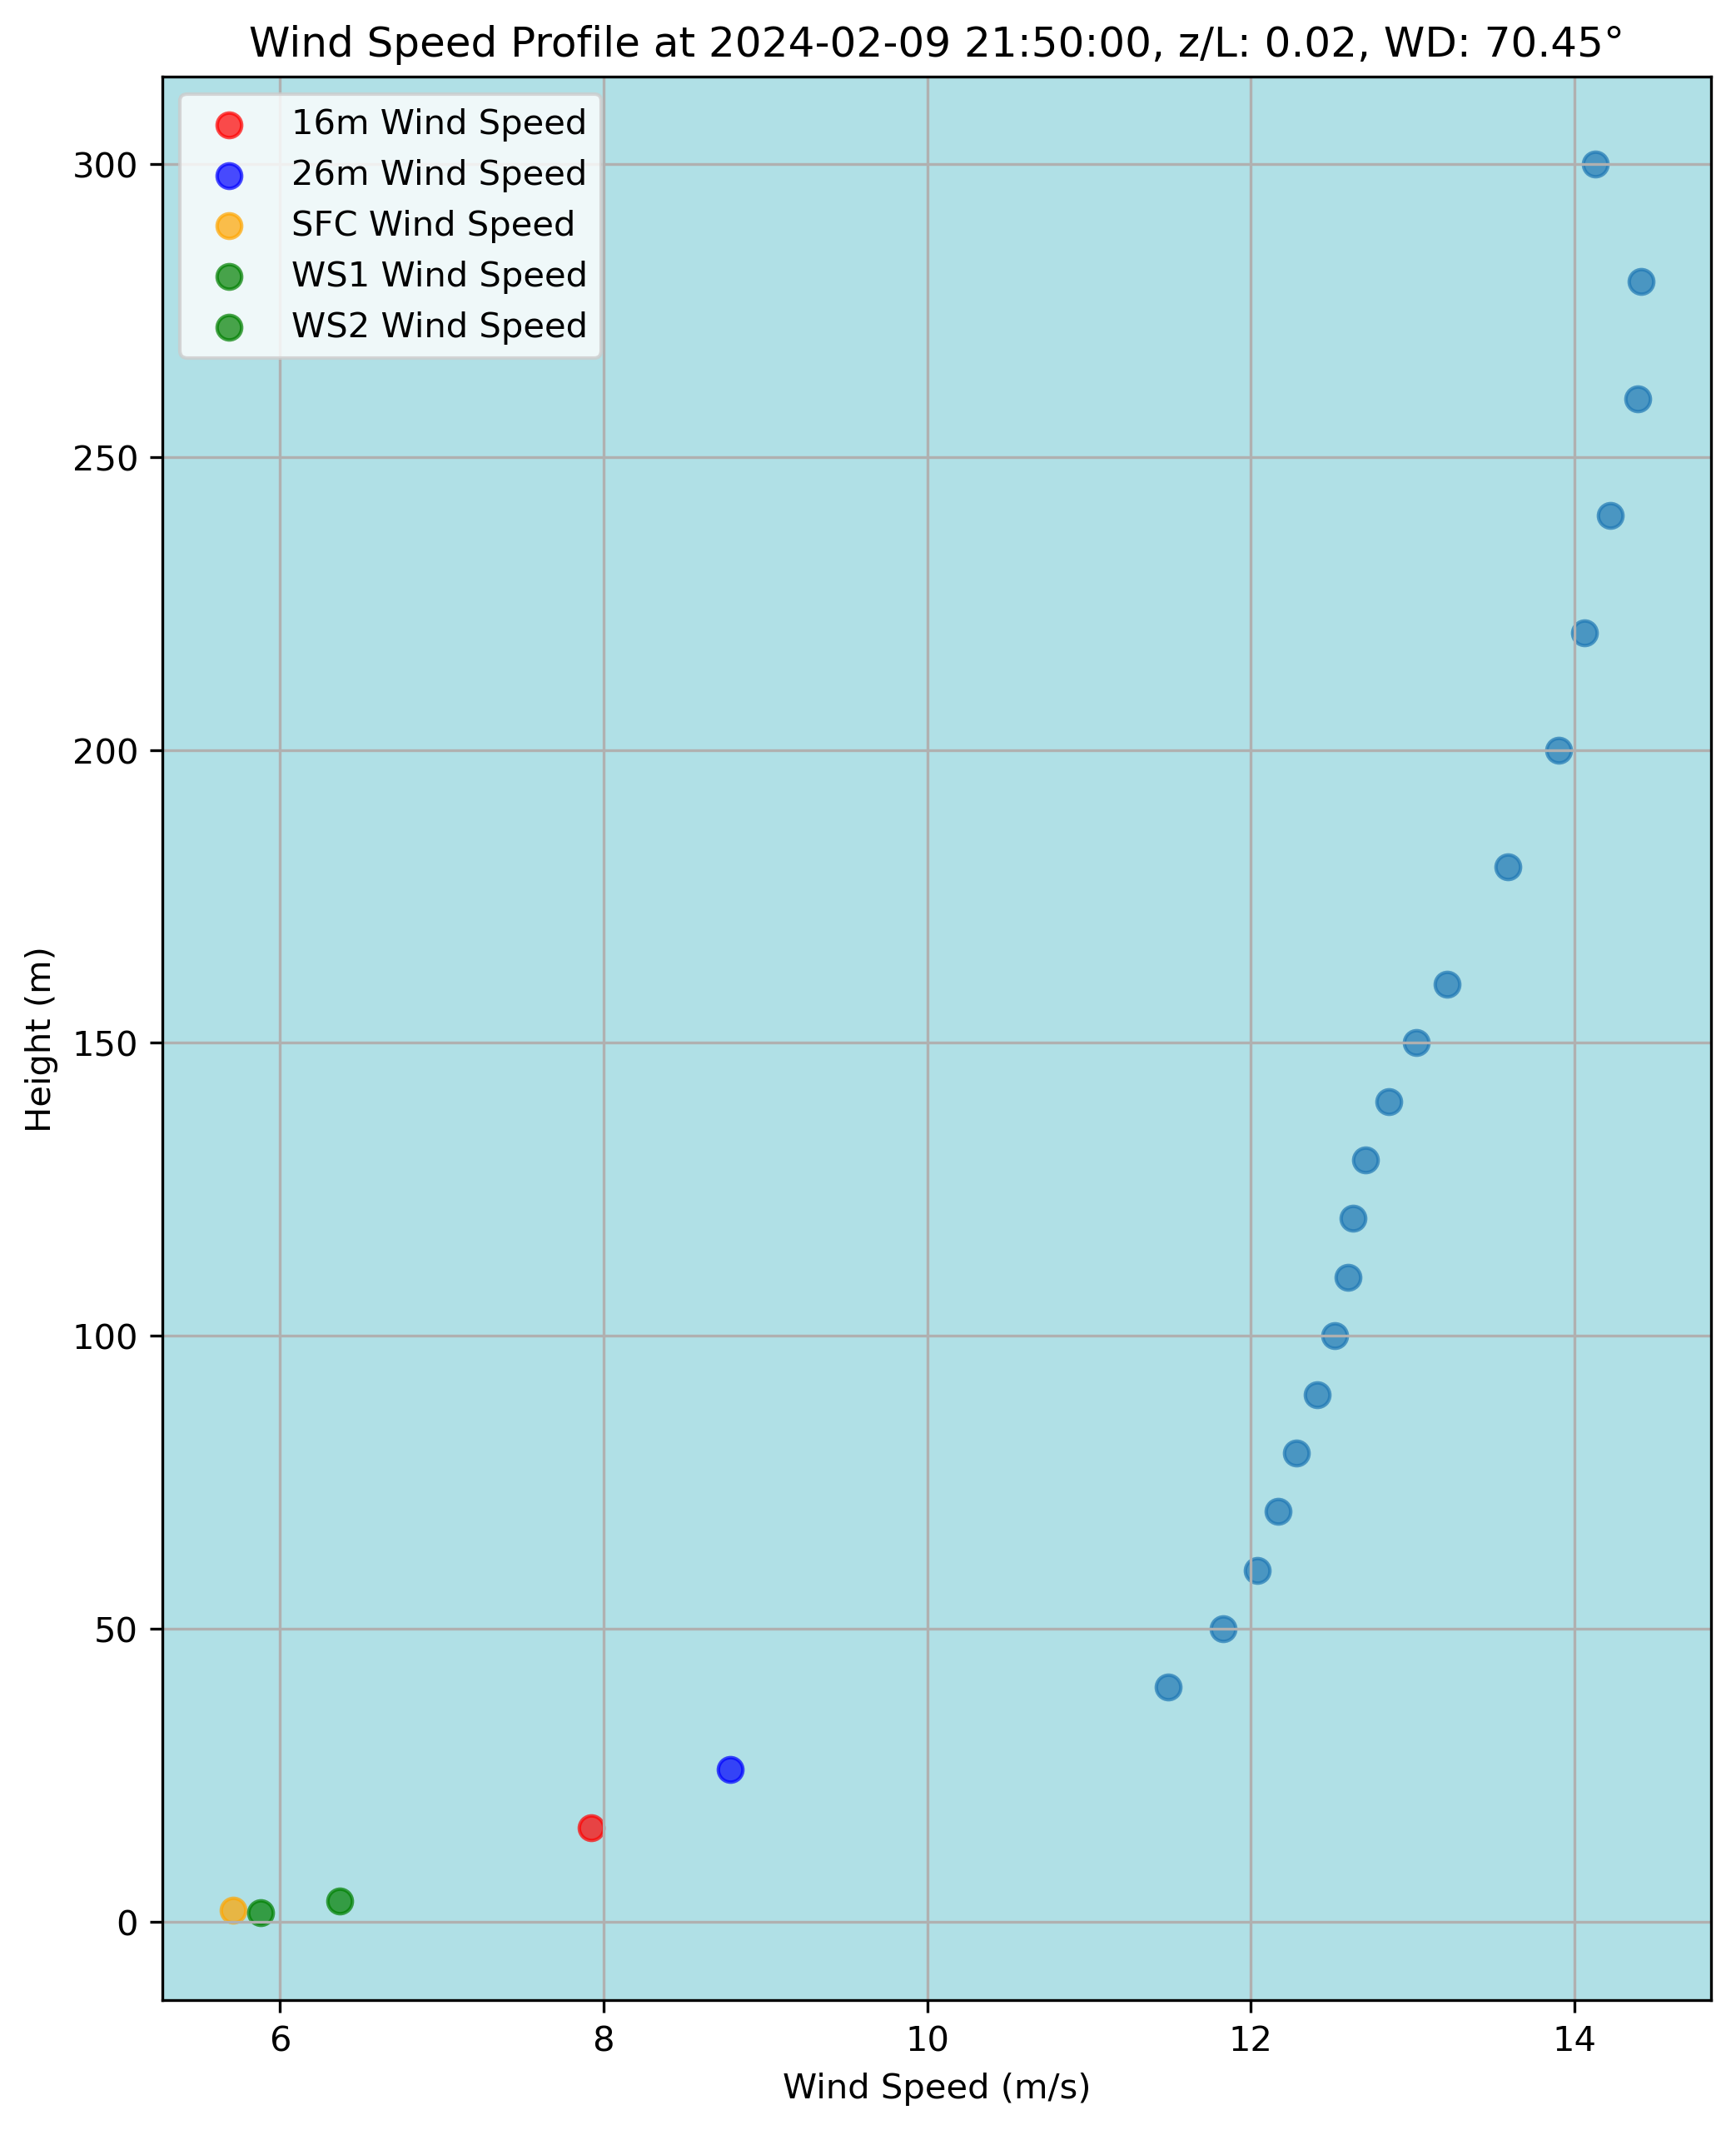 Wind Speed Profile at 2024-02-09 21:50:00, z/L: 0.02, WD: 70.45°
16m Wind Speed
26m Wind Speed
SFC Wind Speed
WS1 Wind Speed
WS2 Wind Speed
300
250
200
150
100
50
0
Height (m)
6 8 10 12 14
Wind Speed (m/s)